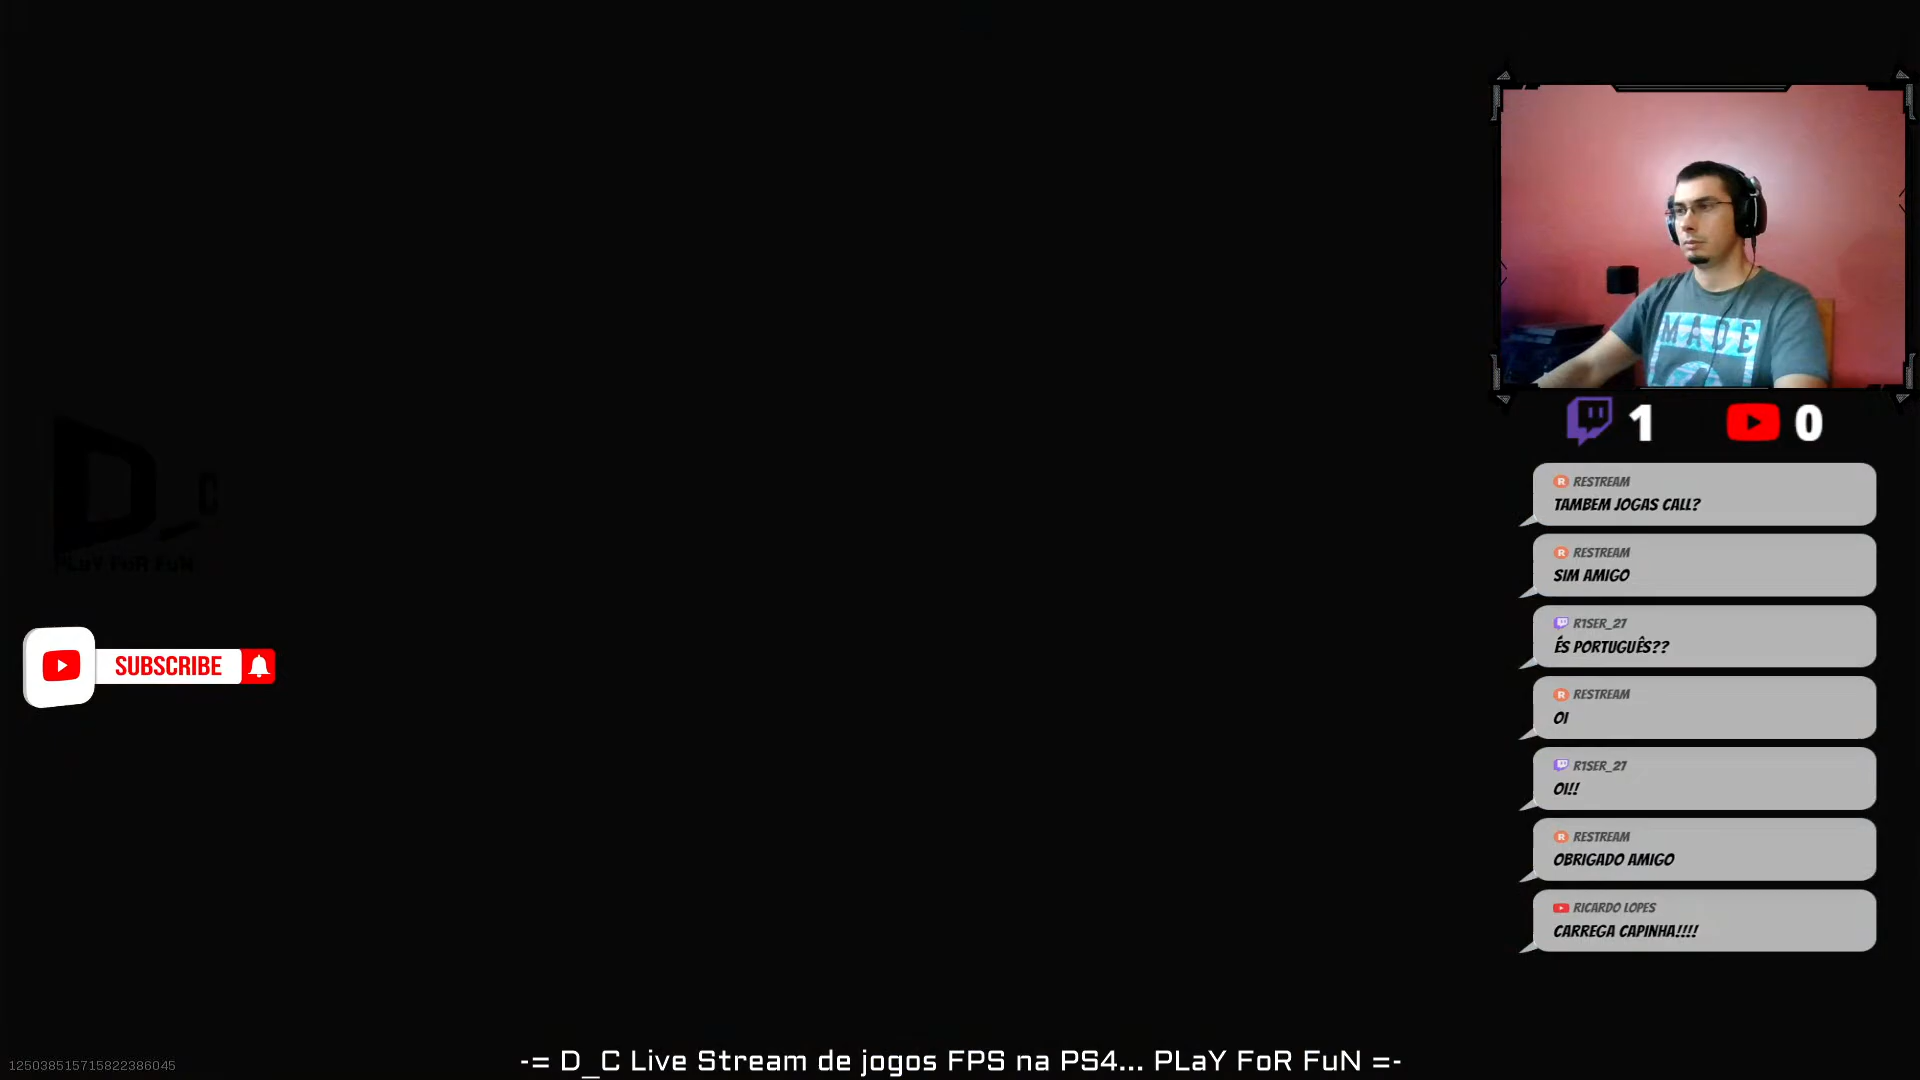 MADE
1
0
RESTREAM
TAMBEM JOGAS CALL?
RESTREAM
SIM AMIGO
R1SER_27
ÉS PORTUGUÊS??
RESTREAM
OI
R1SER_27
OI!!
RESTREAM
OBRIGADO AMIGO
RICARDO LOPES
CARREGA CAPINHA!!!!
D_C
PLaY FoR FuN
SUBSCRIBE
-= D_C Live Stream de jogos FPS na PS4... PLaY FoR FuN =-
125038515715822386045